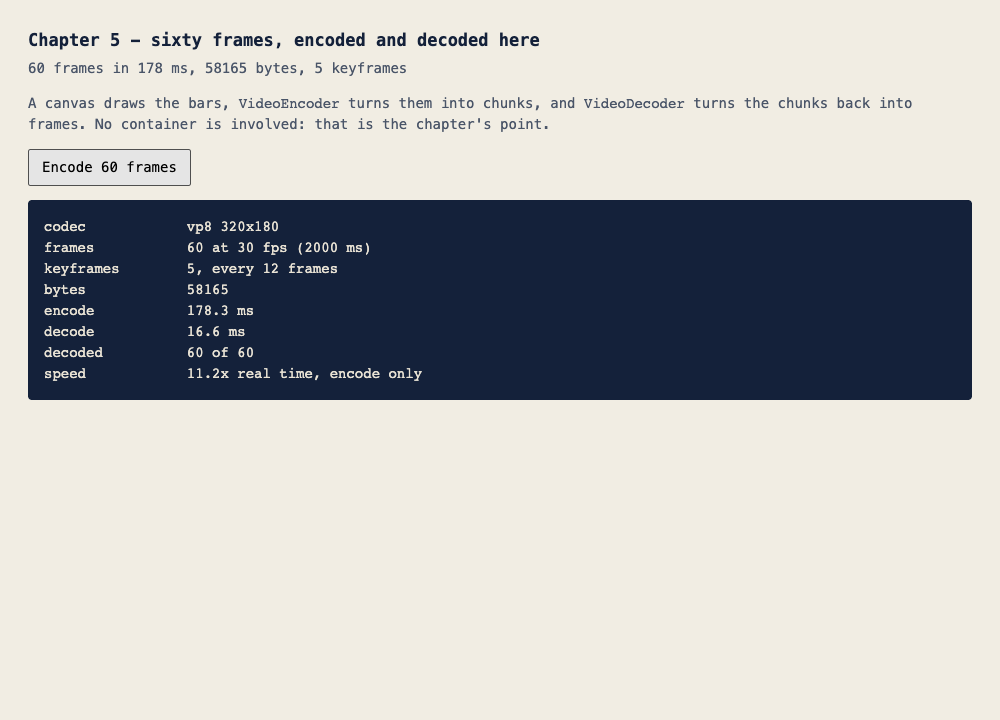 Chapter 5 — sixty frames, encoded and decoded here
60 frames in 178 ms, 58165 bytes, 5 keyframes
A canvas draws the bars, VideoEncoder turns them into chunks, and VideoDecoder turns the chunks back into
frames. No container is involved: that is the chapter's point.
Encode 60 frames
codec vp8 320x180
frames 60 at 30 fps (2000 ms)
keyframes 5, every 12 frames
bytes 58165
encode 178.3 ms
decode 16.6 ms
decoded 60 of 60
speed 11.2x real time, encode only